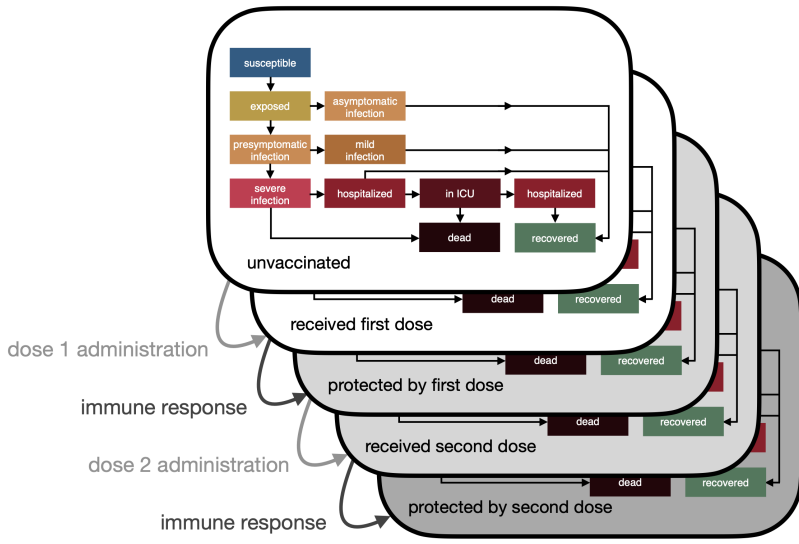 susceptible
exposed
asymptomatic
infection
presymptomatic
infection
mild
infection
severe
infection
hospitalized
in ICU
hospitalized
dead
recovered
unvaccinated
dead
recovered
received first dose
dose 1 administration
dead
recovered
protected by first dose
immune response
dead
recovered
received second dose
dose 2 administration
dead
recovered
protected by second dose
immune response